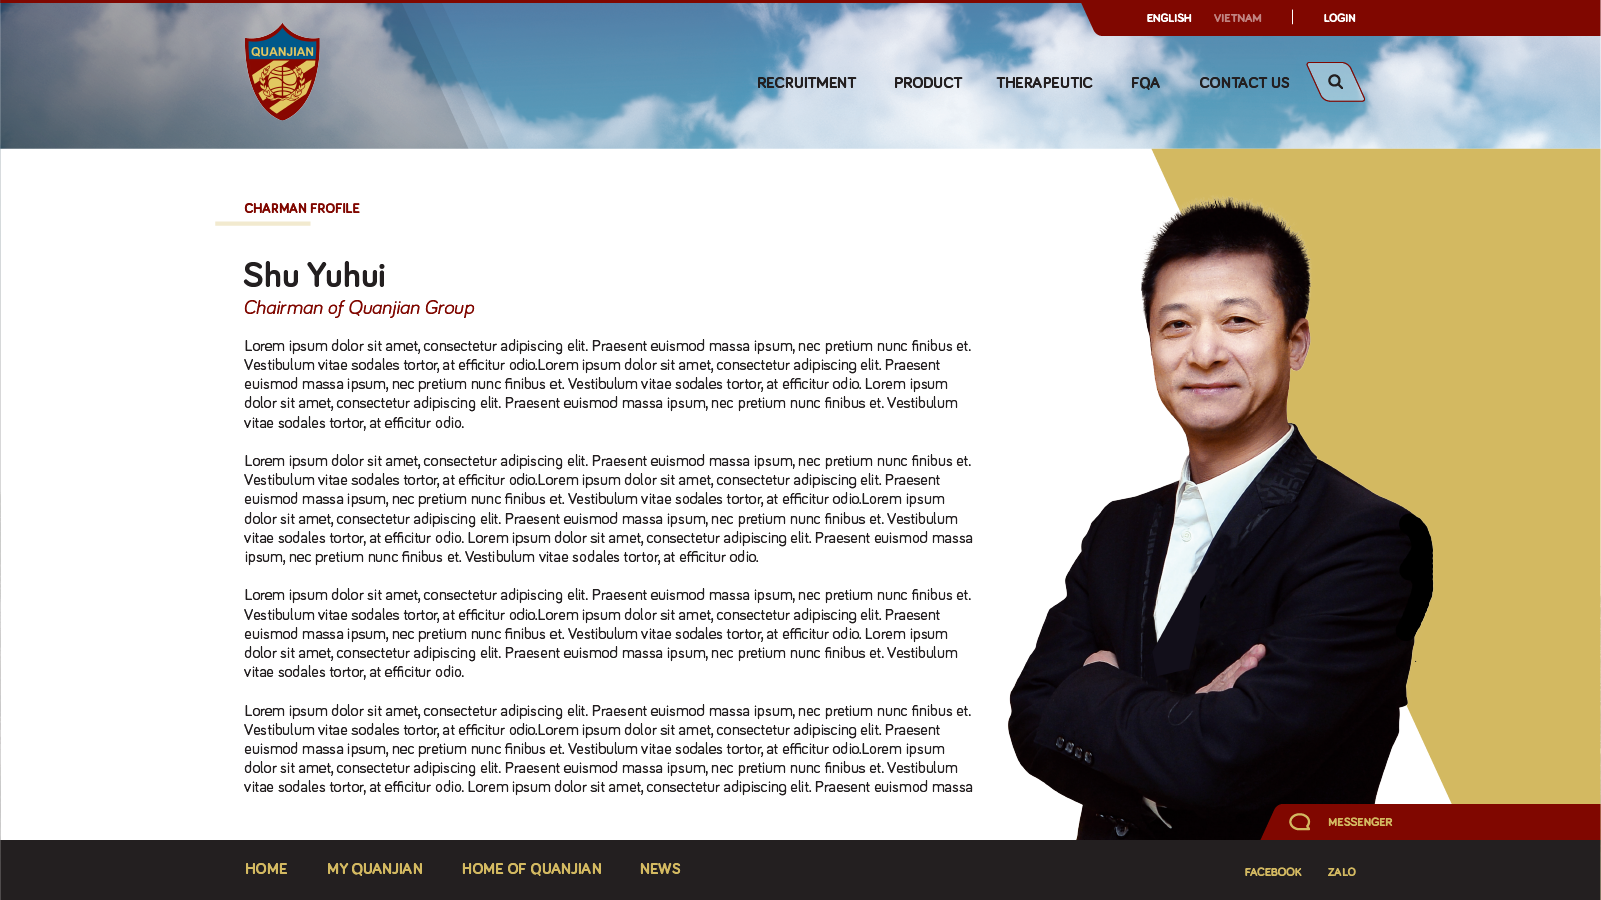 ENGLISH VIETNAM LOGIN
QUANJIAN
RECRUITMENT PRODUCT THERAPEUTIC FQA CONTACT US
CHARMAN FROFILE
Shu Yuhui
Chairman of Quanjian Group
Lorem ipsum dolor sit amet, consectetur adipiscing elit. Praesent euismod massa ipsum, nec pretium nunc finibus et.
Vestibulum vitae sodales tortor, at efficitur odio.Lorem ipsum dolor sit amet, consectetur adipiscing elit. Praesent
euismod massa ipsum, nec pretium nunc finibus et. Vestibulum vitae sodales tortor, at efficitur odio. Lorem ipsum
dolor sit amet, consectetur adipiscing elit. Praesent euismod massa ipsum, nec pretium nunc finibus et. Vestibulum
vitae sodales tortor, at efficitur odio.
Lorem ipsum dolor sit amet, consectetur adipiscing elit. Praesent euismod massa ipsum, nec pretium nunc finibus et.
Vestibulum vitae sodales tortor, at efficitur odio.Lorem ipsum dolor sit amet, consectetur adipiscing elit. Praesent
euismod massa ipsum, nec pretium nunc finibus et. Vestibulum vitae sodales tortor, at efficitur odio.Lorem ipsum
dolor sit amet, consectetur adipiscing elit. Praesent euismod massa ipsum, nec pretium nunc finibus et. Vestibulum
vitae sodales tortor, at efficitur odio. Lorem ipsum dolor sit amet, consectetur adipiscing elit. Praesent euismod massa
ipsum, nec pretium nunc finibus et. Vestibulum vitae sodales tortor, at efficitur odio.
Lorem ipsum dolor sit amet, consectetur adipiscing elit. Praesent euismod massa ipsum, nec pretium nunc finibus et.
Vestibulum vitae sodales tortor, at efficitur odio.Lorem ipsum dolor sit amet, consectetur adipiscing elit. Praesent
euismod massa ipsum, nec pretium nunc finibus et. Vestibulum vitae sodales tortor, at efficitur odio. Lorem ipsum
dolor sit amet, consectetur adipiscing elit. Praesent euismod massa ipsum, nec pretium nunc finibus et. Vestibulum
vitae sodales tortor, at efficitur odio.
Lorem ipsum dolor sit amet, consectetur adipiscing elit. Praesent euismod massa ipsum, nec pretium nunc finibus et.
Vestibulum vitae sodales tortor, at efficitur odio.Lorem ipsum dolor sit amet, consectetur adipiscing elit. Praesent
euismod massa ipsum, nec pretium nunc finibus et. Vestibulum vitae sodales tortor, at efficitur odio.Lorem ipsum
dolor sit amet, consectetur adipiscing elit. Praesent euismod massa ipsum, nec pretium nunc finibus et. Vestibulum
vitae sodales tortor, at efficitur odio. Lorem ipsum dolor sit amet, consectetur adipiscing elit. Praesent euismod massa
MESSENGER
HOME MY QUANJIAN HOME OF QUANJIAN NEWS
FACEBOOK ZALO